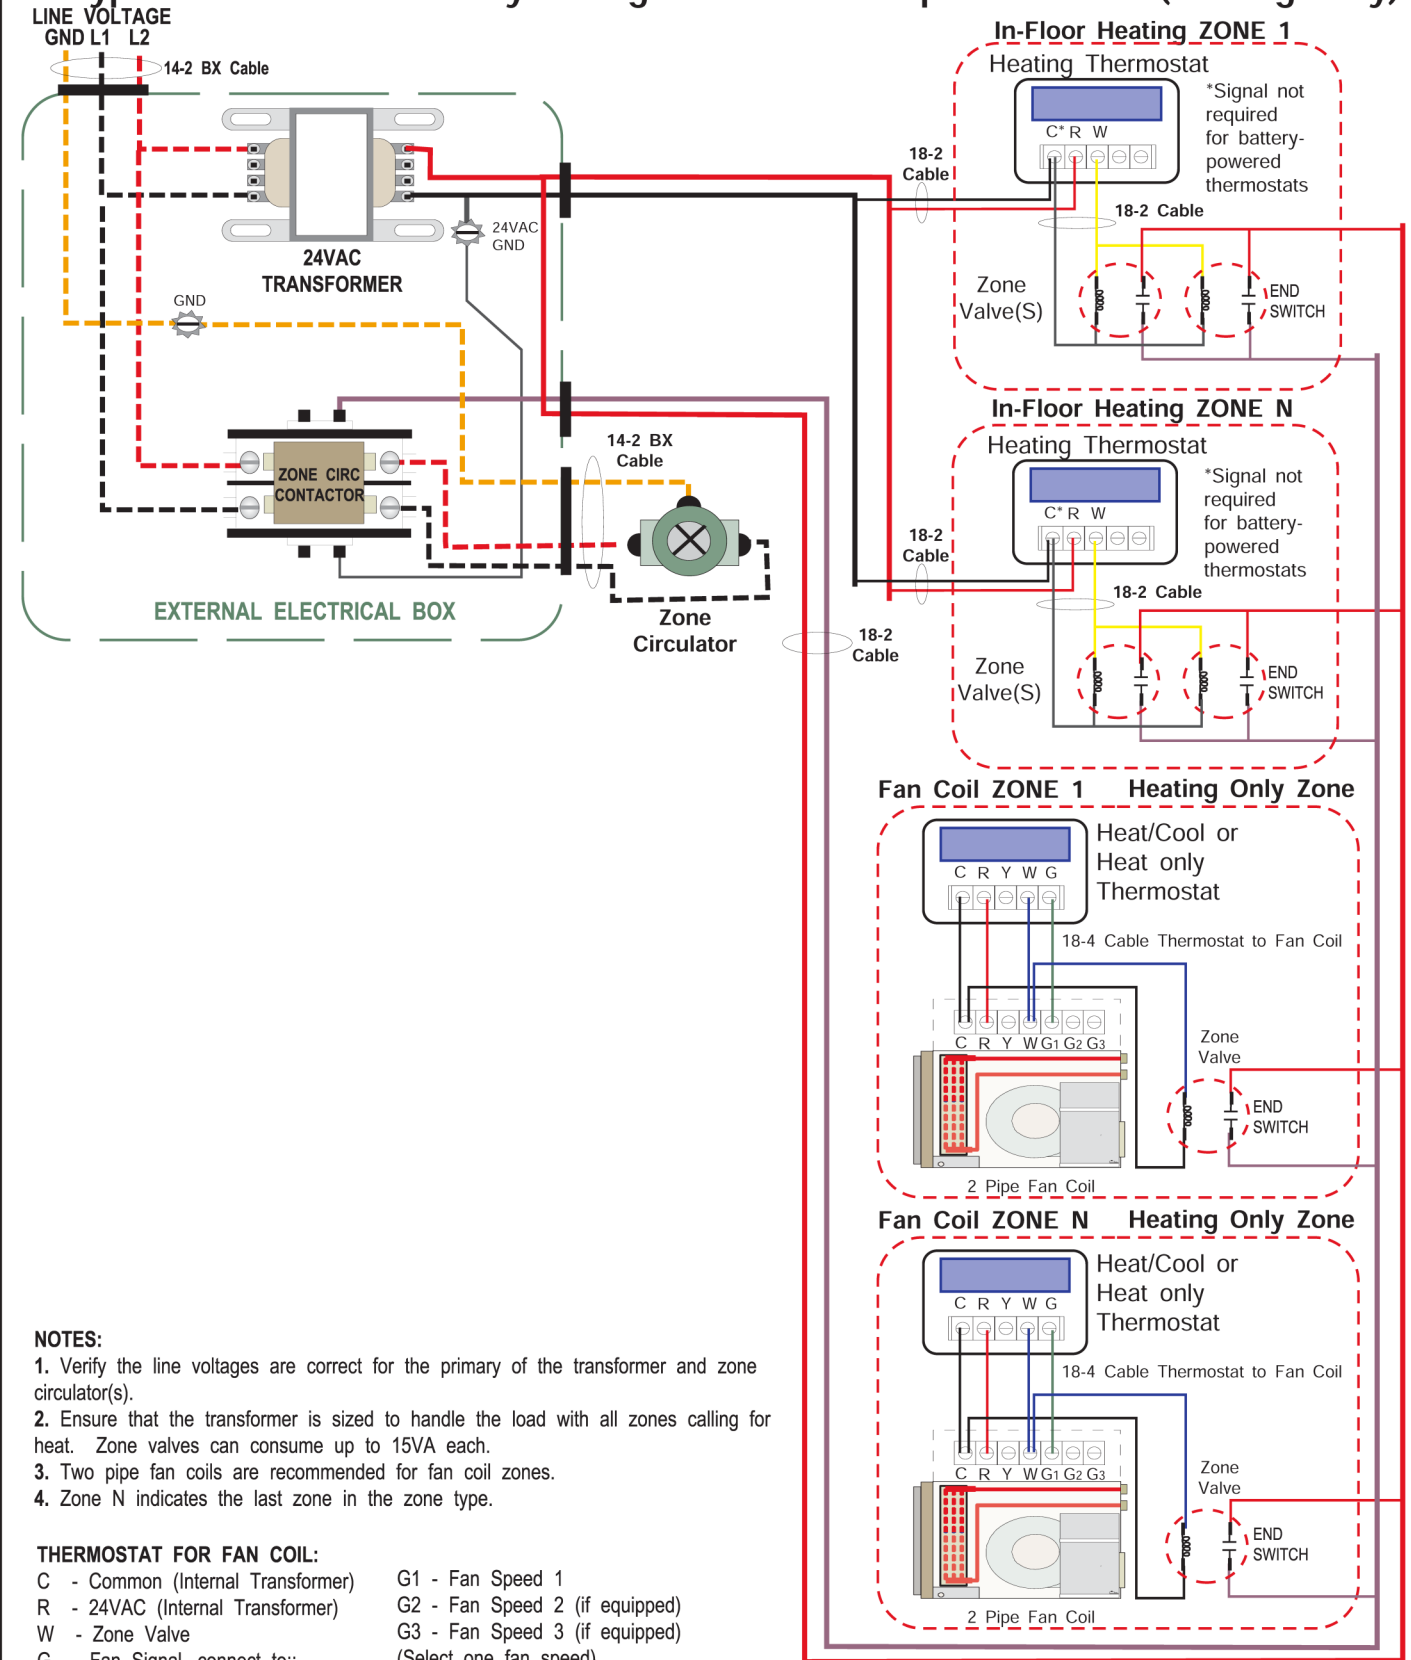 LINE VOLTAGE
GND L1 L2
14-2 BX Cable
24VAC
GND
24VAC
TRANSFORMER
GND
ZONE CIRC
CONTACTOR
14-2 BX
Cable
EXTERNAL ELECTRICAL BOX
Zone
Circulator
18-2
Cable
18-2
Cable
18-2
Cable
In-Floor Heating ZONE 1
Heating Thermostat
C* R W
*Signal not
required
for battery-
powered
thermostats
18-2 Cable
Zone
Valve(S)
END
SWITCH
In-Floor Heating ZONE N
Heating Thermostat
C* R W
*Signal not
required
for battery-
powered
thermostats
18-2 Cable
Zone
Valve(S)
END
SWITCH
Fan Coil ZONE 1 Heating Only Zone
Heat/Cool or
Heat only
Thermostat
C R Y W G
18-4 Cable Thermostat to Fan Coil
C R Y W G1 G2 G3
Zone
Valve
END
SWITCH
2 Pipe Fan Coil
Fan Coil ZONE N Heating Only Zone
Heat/Cool or
Heat only
Thermostat
C R Y W G
18-4 Cable Thermostat to Fan Coil
C R Y W G1 G2 G3
Zone
Valve
END
SWITCH
2 Pipe Fan Coil
NOTES:
1. Verify the line voltages are correct for the primary of the transformer and zone
circulator(s).
2. Ensure that the transformer is sized to handle the load with all zones calling for
heat. Zone valves can consume up to 15VA each.
3. Two pipe fan coils are recommended for fan coil zones.
4. Zone N indicates the last zone in the zone type.
THERMOSTAT FOR FAN COIL:
C - Common (Internal Transformer)
R - 24VAC (Internal Transformer)
W - Zone Valve
G - Fan Signal, connect to::
G1 - Fan Speed 1
G2 - Fan Speed 2 (if equipped)
G3 - Fan Speed 3 (if equipped)
(Select one fan speed)